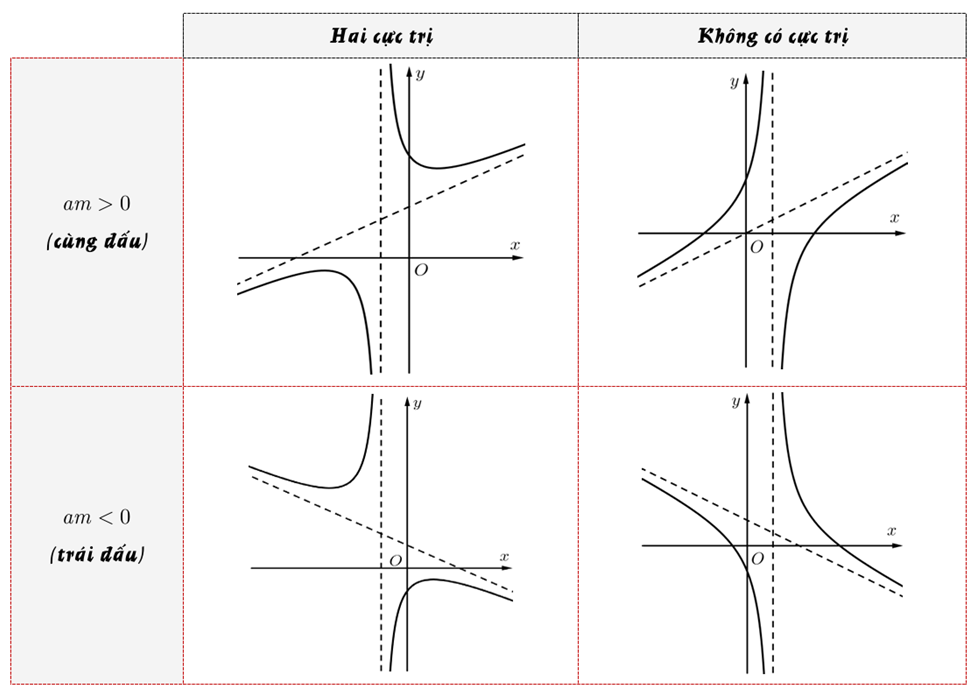 Hai cực trị
Không có cực trị
am > 0
(cùng dấu)
y
x
O
y
x
O
am < 0
(trái dấu)
y
x
O
y
x
O